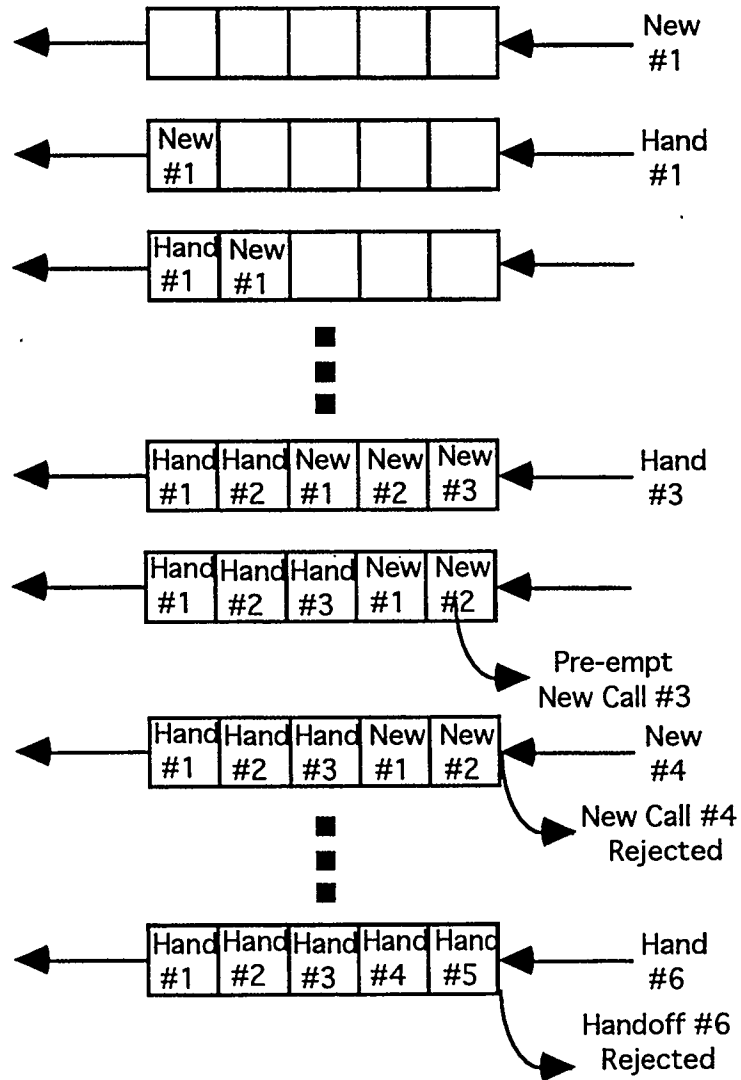 New
#1
New
#1
Hand
#1
Hand
#1
New
#1
Hand
#1
Hand
#2
New
#1
New
#2
New
#3
Hand
#3
Hand
#1
Hand
#2
Hand
#3
New
#1
New
#2
Pre-empt
New Call #3
Hand
#1
Hand
#2
Hand
#3
New
#1
New
#2
New
#4
New Call #4
Rejected
Hand
#1
Hand
#2
Hand
#3
Hand
#4
Hand
#5
Hand
#6
Handoff #6
Rejected